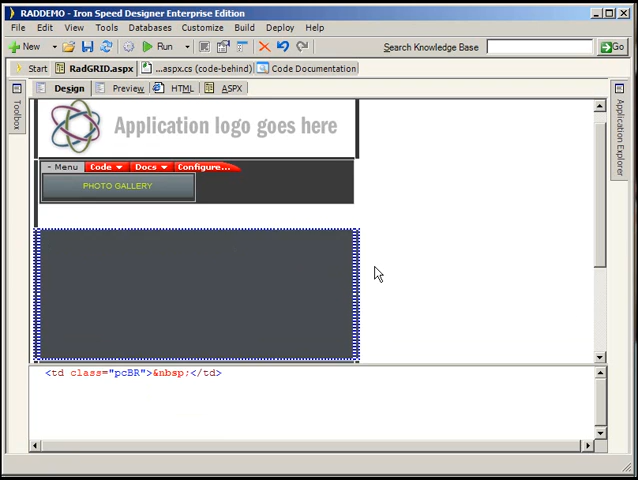 RADDEMO - Iron Speed Designer Enterprise Edition
File Edit View Tools Databases Customize Build Deploy Help
New Run Search Knowledge Base Go
Start RadGRID.aspx ...aspx.cs (code-behind) Code Documentation
Design Preview HTML ASPX
Toolbox
Application Explorer
Application logo goes here
- Menu Code Docs Configure...
PHOTO GALLERY
<td class="pcBR">&nbsp;</td>